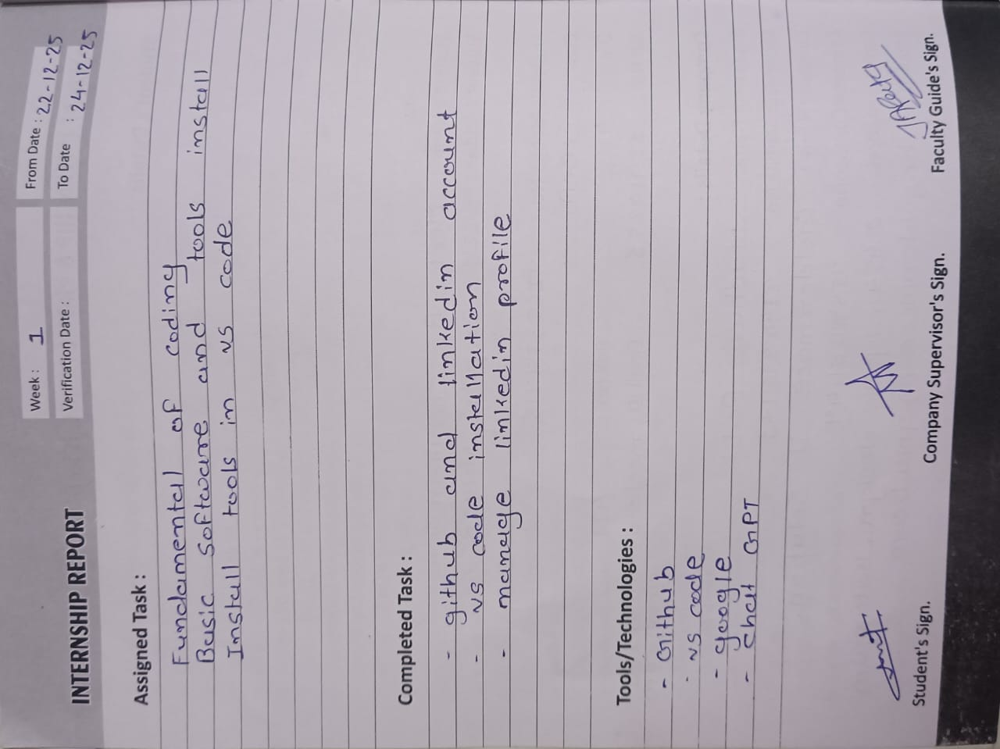 INTERNSHIP REPORT
Week : 1
From Date : 22-12-25
Verification Date :
To Date : 24-12-25
Assigned Task :
Fundamental of coding
Basic Software and tools install
Install tools in vs code
Completed Task :
- github and linkedin account
- vs code installation
- manage linkedin profile
Tools/Technologies :
- Github
- vs code
- google
- Chat GPT
Student's Sign.
Company Supervisor's Sign.
Faculty Guide's Sign.